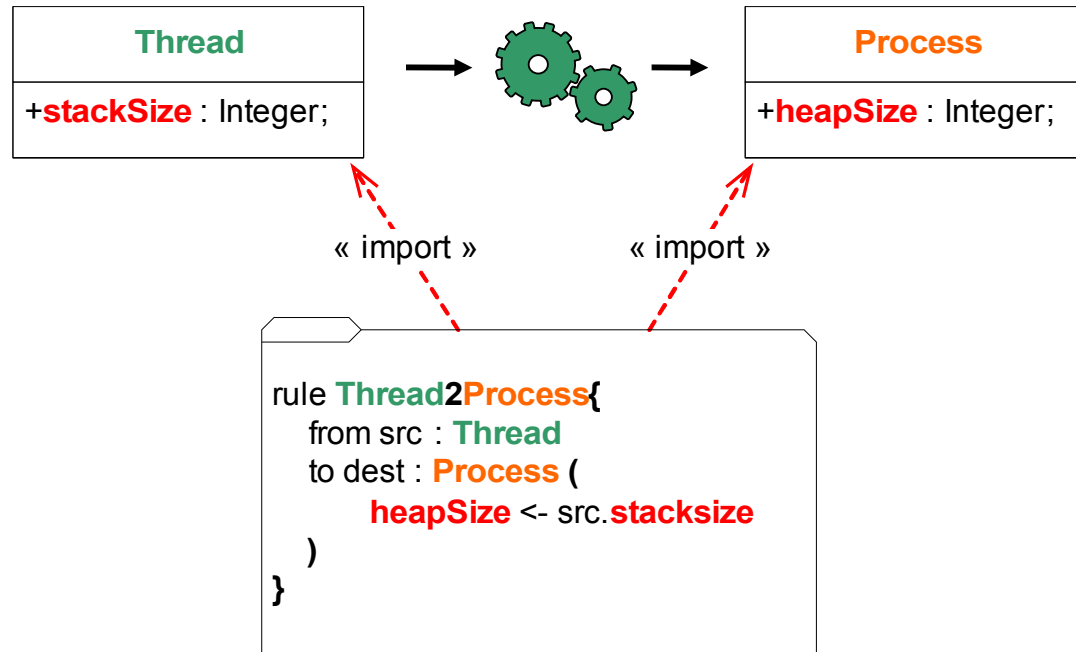 Thread
+stackSize : Integer;
Process
+heapSize : Integer;
« import »
« import »
rule Thread2Process{
from src : Thread
to dest : Process (
heapSize <- src.stacksize
)
}